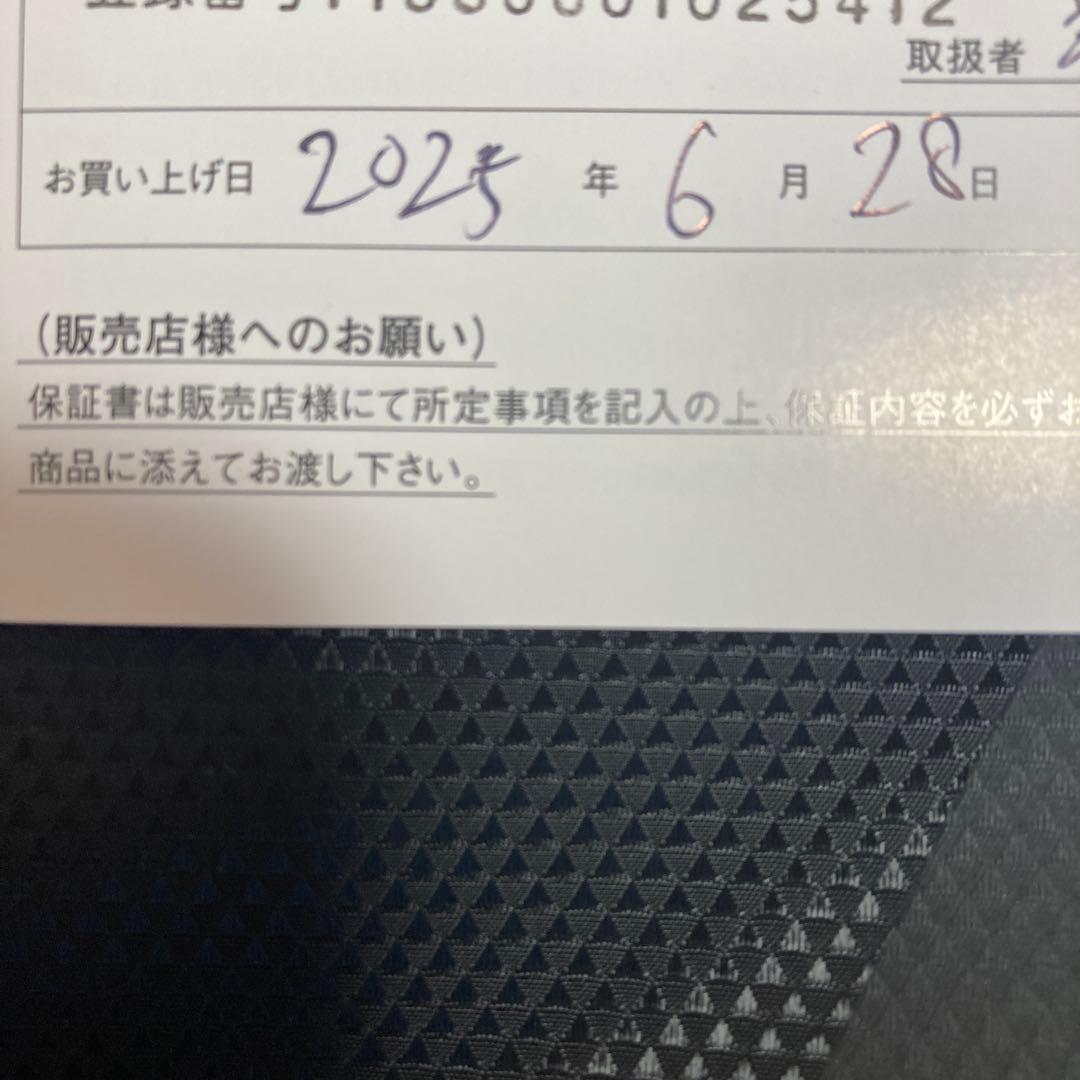 取扱者
お買い上げ日 2025 年 6 月 28 日
(販売店様へのお願い)
保証書は販売店様にて所定事項を記入の上、保証内容を必ずお
商品に添えてお渡し下さい。